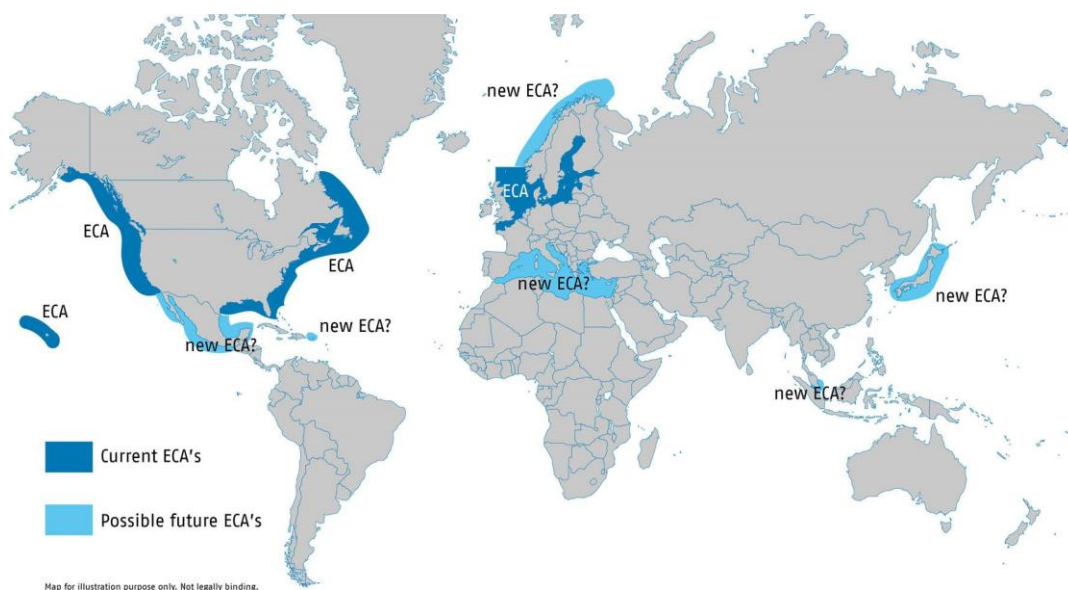 new ECA?
ECA
ECA
ECA
ECA
new ECA?
new ECA?
new ECA?
new ECA?
new ECA?
Current ECA's
Possible future ECA's
Map for illustration purpose only. Not legally binding.